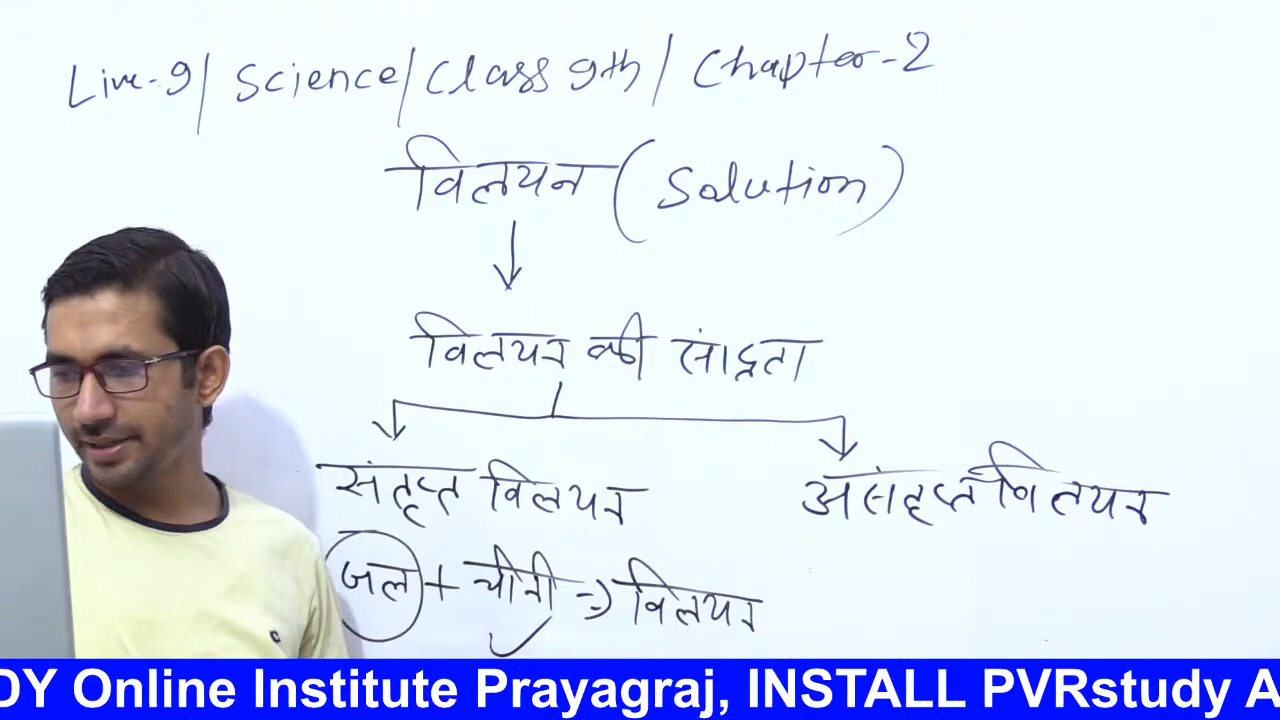 Live-9/ Science/ Class 9th/ Chapter-2
विलयन (Solution)
विलयन की सांद्रता
संतृप्त विलयन
असंतृप्त विलयन
जल + चीनी => विलयन
DY Online Institute Prayagraj, INSTALL PVRstudy A